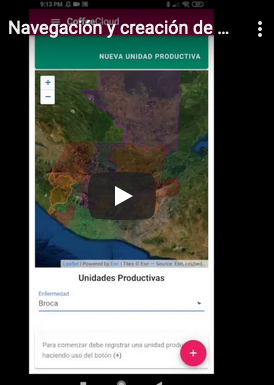 9:13 PM
CoffeeCloud
Navegación y creación de ...
NUEVA UNIDAD PRODUCTIVA
+
−
Leaflet | Powered by Esri | Tiles © Esri — Source: Esri, i-cubed,
Unidades Productivas
Enfermedad
Broca
Para comenzar debe registrar una unidad produ
haciendo uso del botón (+)
+